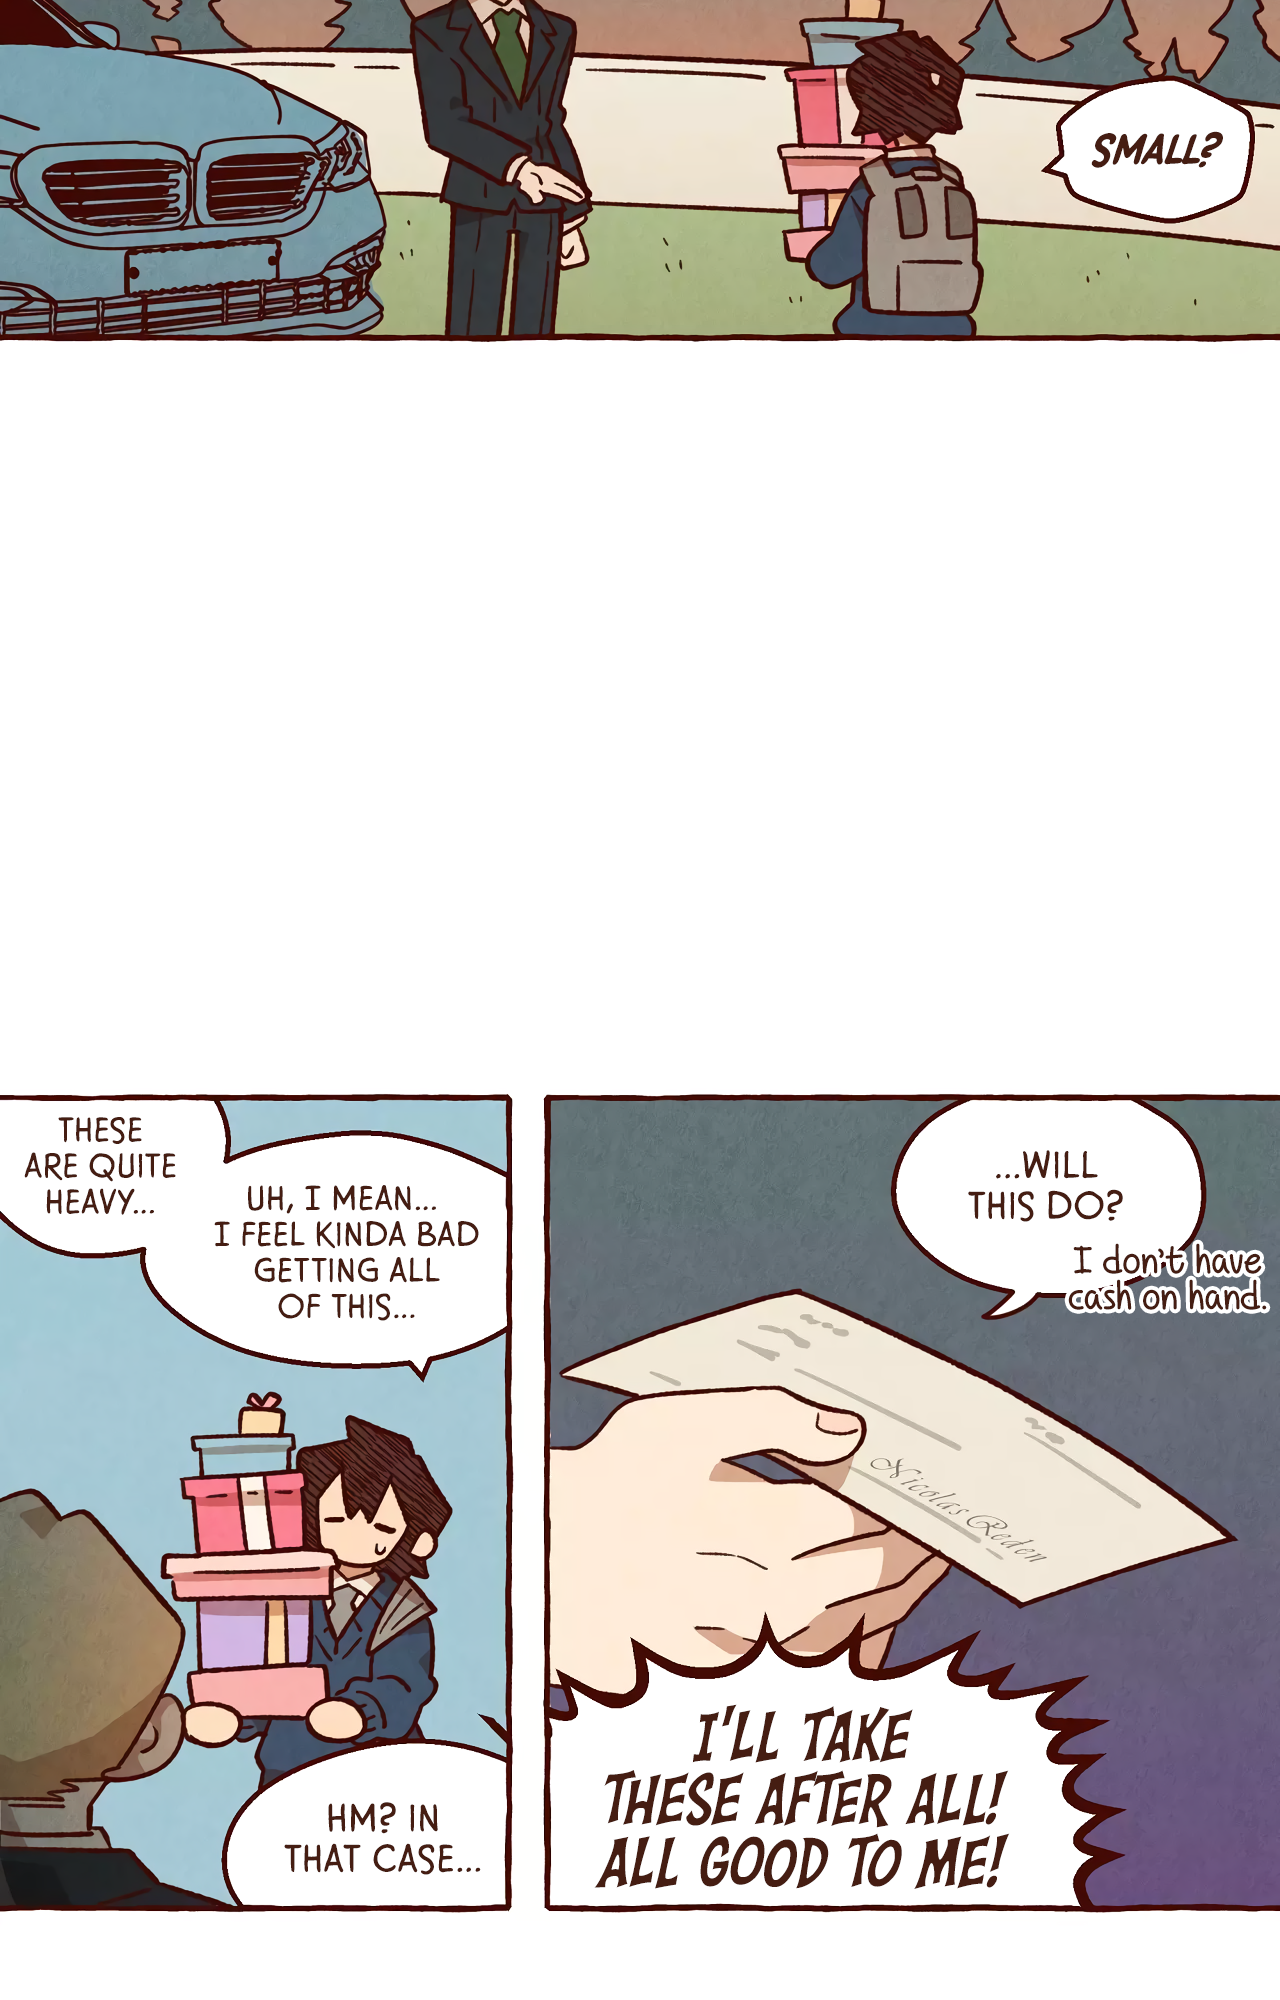 SMALL?
THESE
ARE QUITE
HEAVY...
UH, I MEAN...
I FEEL KINDA BAD
GETTING ALL
OF THIS...
HM? IN
THAT CASE...
...WILL
THIS DO?
I don't have
cash on hand.
Nicolas Reden
I'LL TAKE
THESE AFTER ALL!
ALL GOOD TO ME!